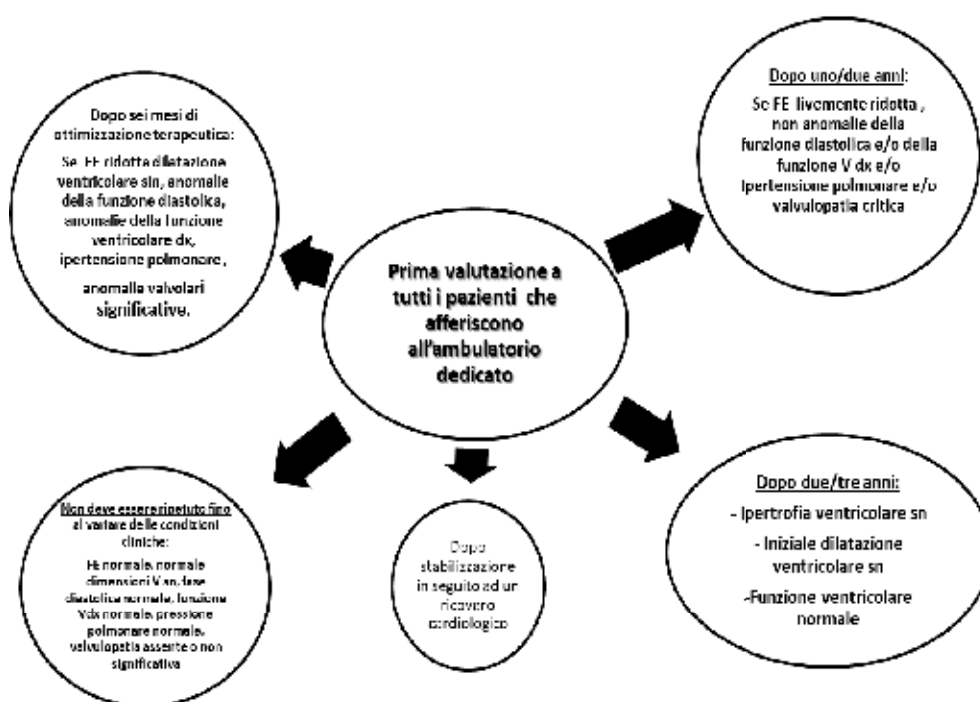 Dopo sei mesi di
ottimizzazione terapeutica:
Se FE ridotta dilatazione
ventricolare sin, anomalie
della funzione diastolica,
anomalie della funzione
ventricolare dx,
ipertensione polmonare,
anomalie valvolari
significative.
Dopo uno/due anni:
Se FE livemente ridotta ,
non anomalie della
funzione diastolica e/o della
funzione V dx e/o
Ipertensione polmonare e/o
valvulopatia critica
Prima valutazione a
tutti i pazienti che
afferiscono
all'ambulatorio
dedicato
Non deve essere ripetuto fino
al variare delle condizioni
cliniche:
FE normale, normale
dimensioni V sn, fase
diastolica normale, funzione
Vdx normale, pressione
polmonare normale,
valvulopatia assente o non
significativa
Dopo
stabilizzazione
in seguito ad un
ricovero
cardiologico
Dopo due/tre anni:
- Ipertrofia ventricolare sn
- Iniziale dilatazione
ventricolare sn
-Funzione ventricolare
normale